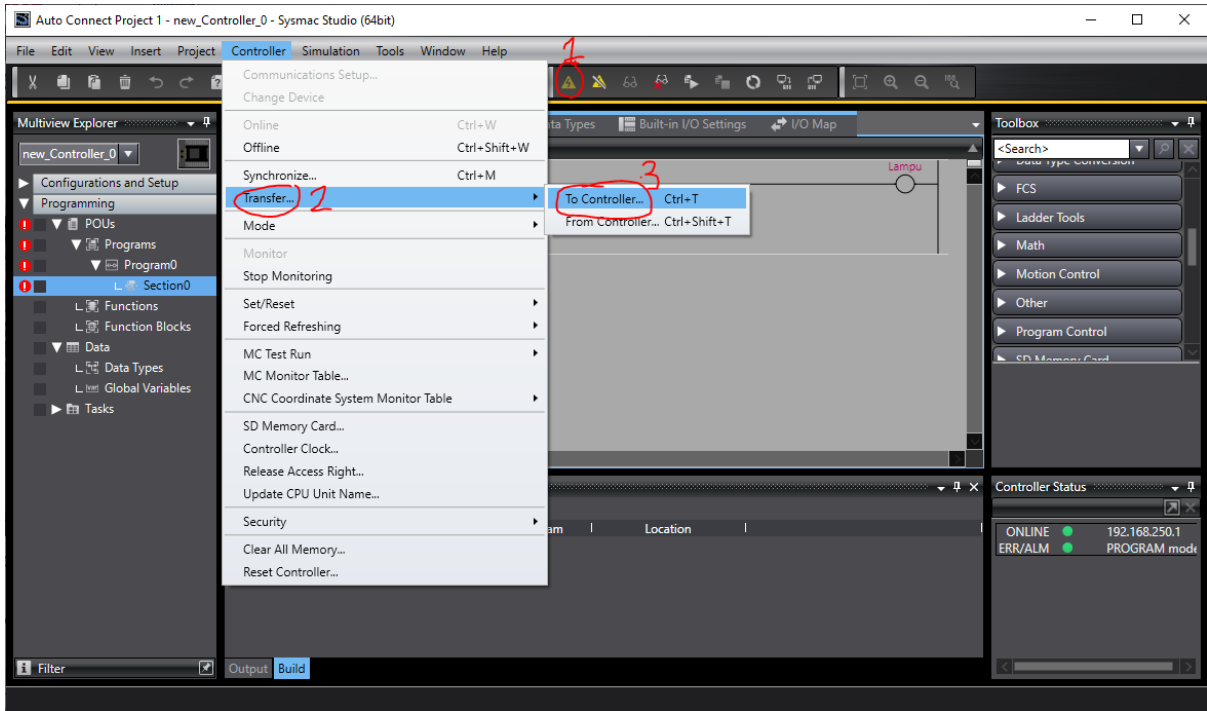 Auto Connect Project 1 - new_Controller_0 - Sysmac Studio (64bit)
File Edit View Insert Project Controller Simulation Tools Window Help
1
Multiview Explorer
new_Controller_0
Configurations and Setup
Programming
POUs
Programs
Program0
Section0
Functions
Function Blocks
Data
Data Types
Global Variables
Tasks
Filter
Communications Setup...
Change Device
Online Ctrl+W
Offline Ctrl+Shift+W
Synchronize... Ctrl+M
Transfer... 2
Mode
Monitor
Stop Monitoring
Set/Reset
Forced Refreshing
MC Test Run
MC Monitor Table...
CNC Coordinate System Monitor Table
SD Memory Card...
Controller Clock...
Release Access Right...
Update CPU Unit Name...
Security
Clear All Memory...
Reset Controller...
3
To Controller... Ctrl+T
From Controller... Ctrl+Shift+T
ata Types Built-in I/O Settings I/O Map
Lampu
am Location
Output Build
Toolbox
<Search>
Data Type Conversion
FCS
Ladder Tools
Math
Motion Control
Other
Program Control
SD Memory Card
Controller Status
ONLINE 192.168.250.1
ERR/ALM PROGRAM mode